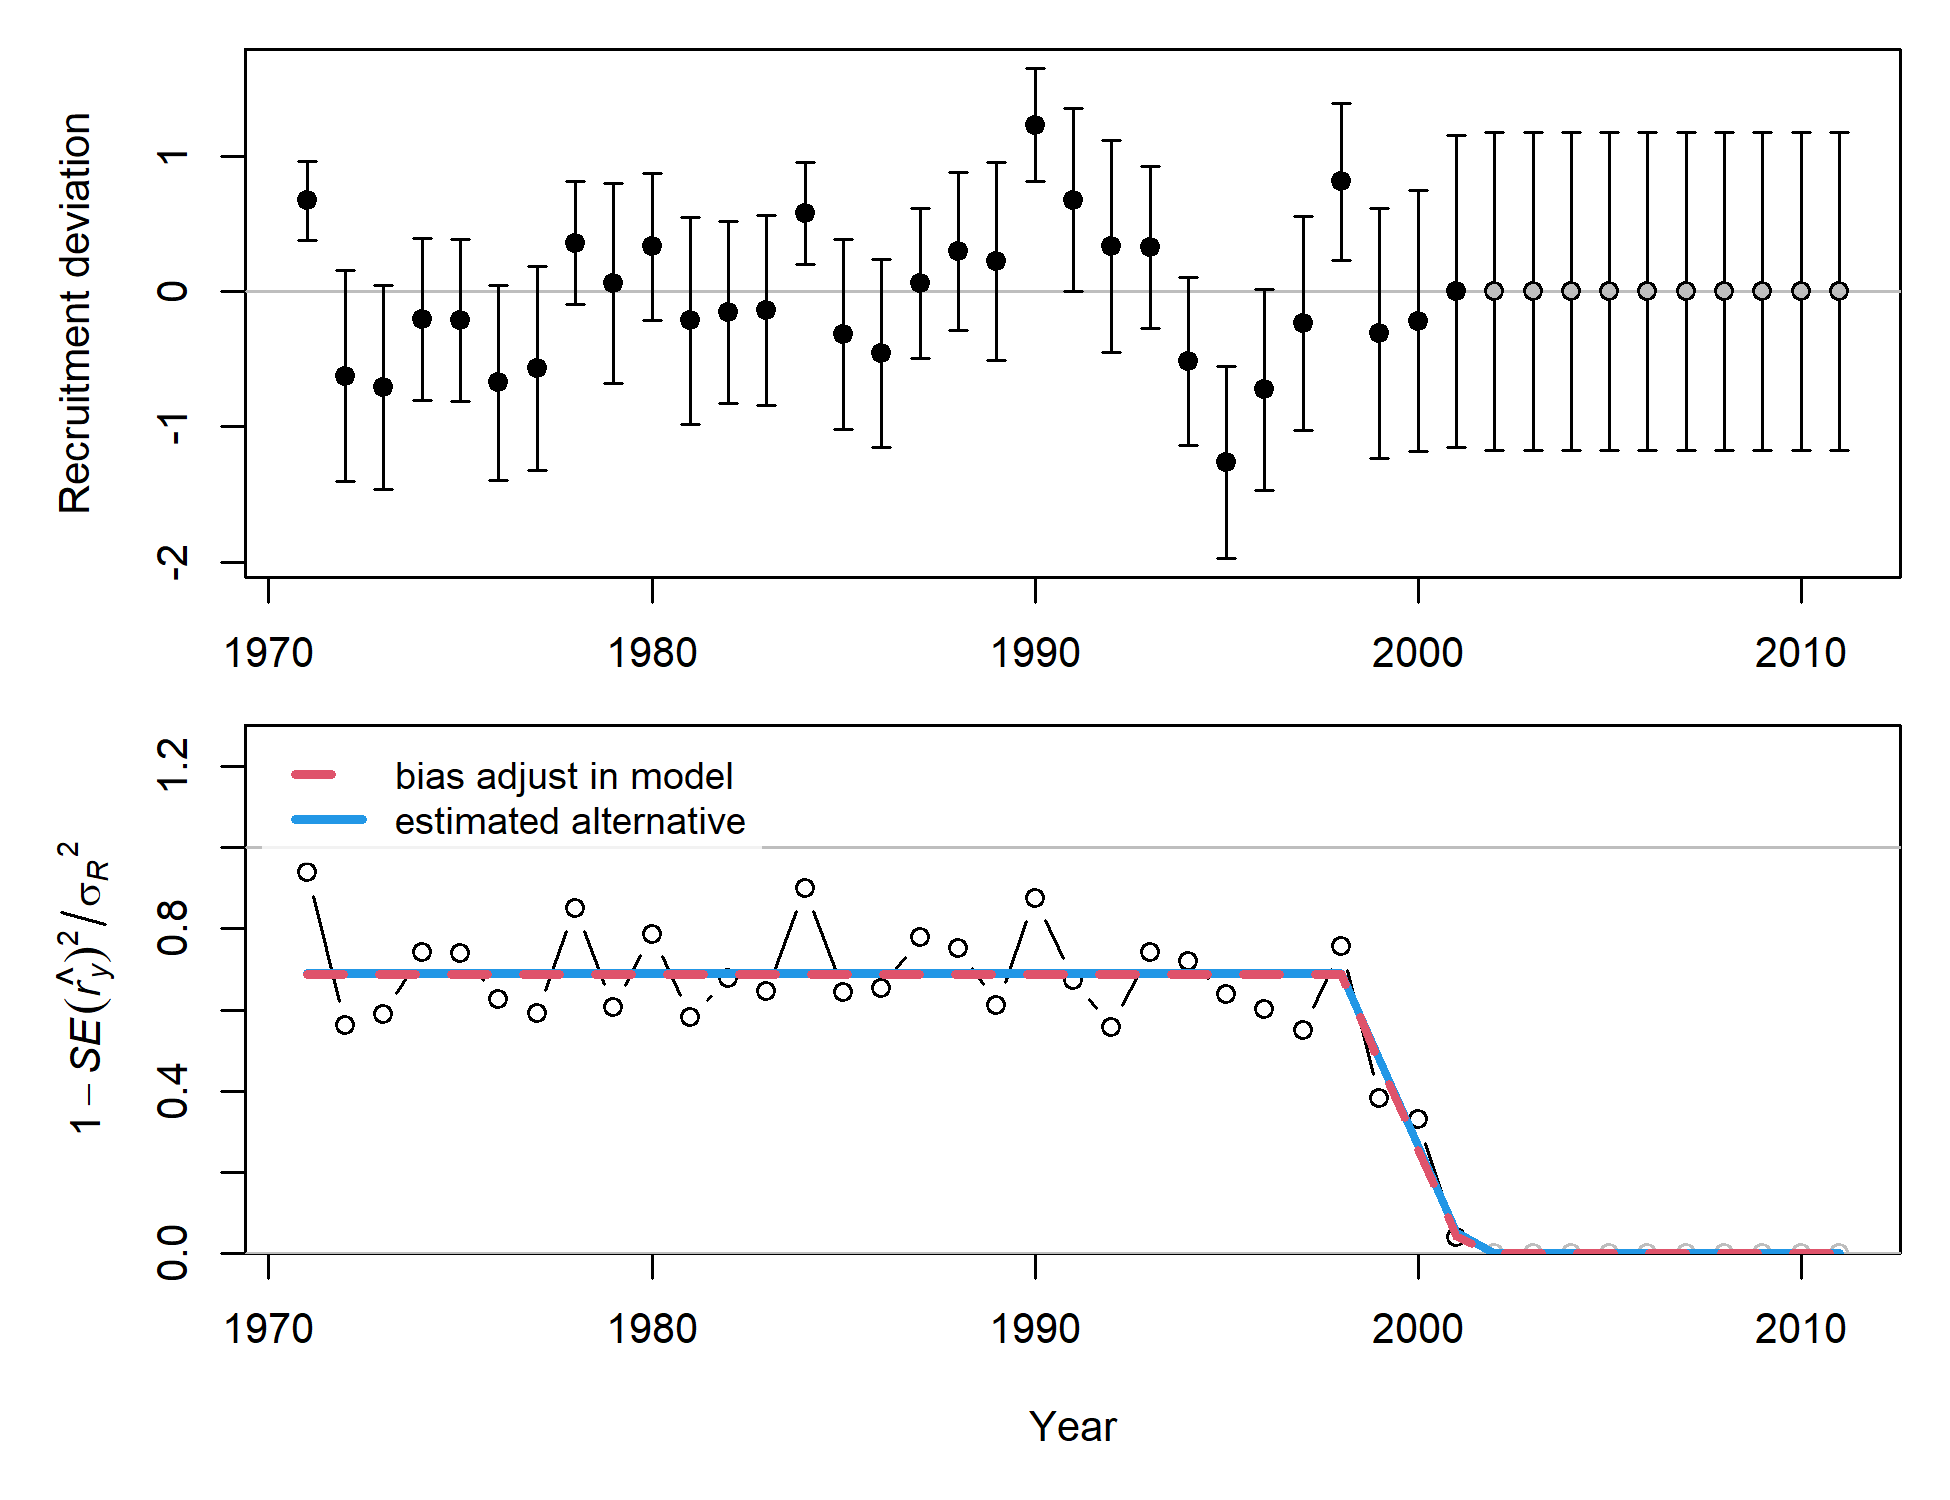 Recruitment deviation
1
0
-1
-2
1970 1980 1990 2000 2010
bias adjust in model
estimated alternative
1 − SE(r̂y)² / σR²
1.2
0.8
0.4
0.0
1970 1980 1990 2000 2010
Year